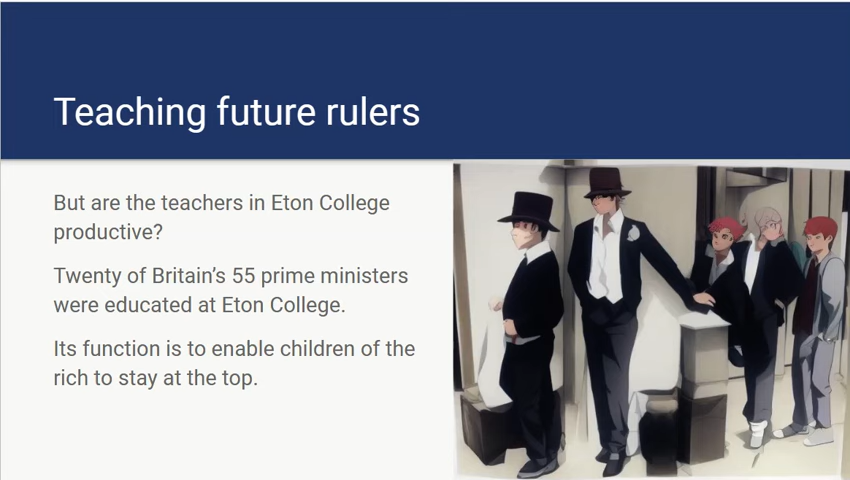 Teaching future rulers
But are the teachers in Eton College
productive?
Twenty of Britain’s 55 prime ministers
were educated at Eton College.
Its function is to enable children of the
rich to stay at the top.